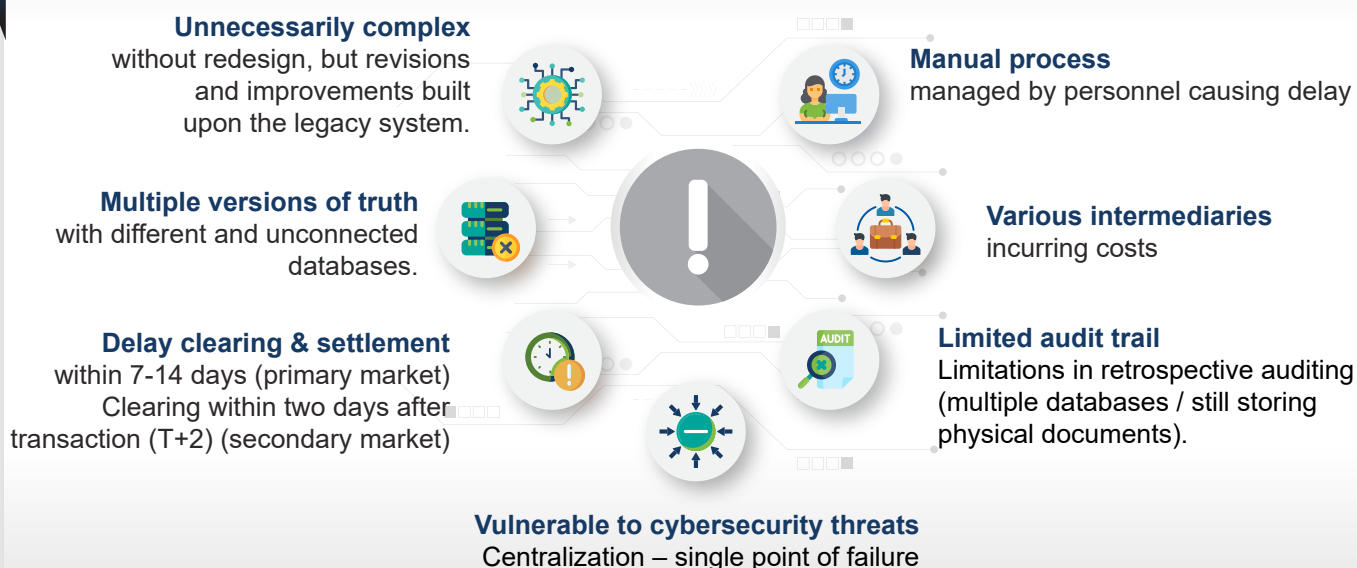 Unnecessarily complex
without redesign, but revisions
and improvements built
upon the legacy system.
Manual process
managed by personnel causing delay
Multiple versions of truth
with different and unconnected
databases.
Various intermediaries
incurring costs
Delay clearing & settlement
within 7-14 days (primary market)
Clearing within two days after
transaction (T+2) (secondary market)
AUDIT
Limited audit trail
Limitations in retrospective auditing
(multiple databases / still storing
physical documents).
Vulnerable to cybersecurity threats
Centralization – single point of failure